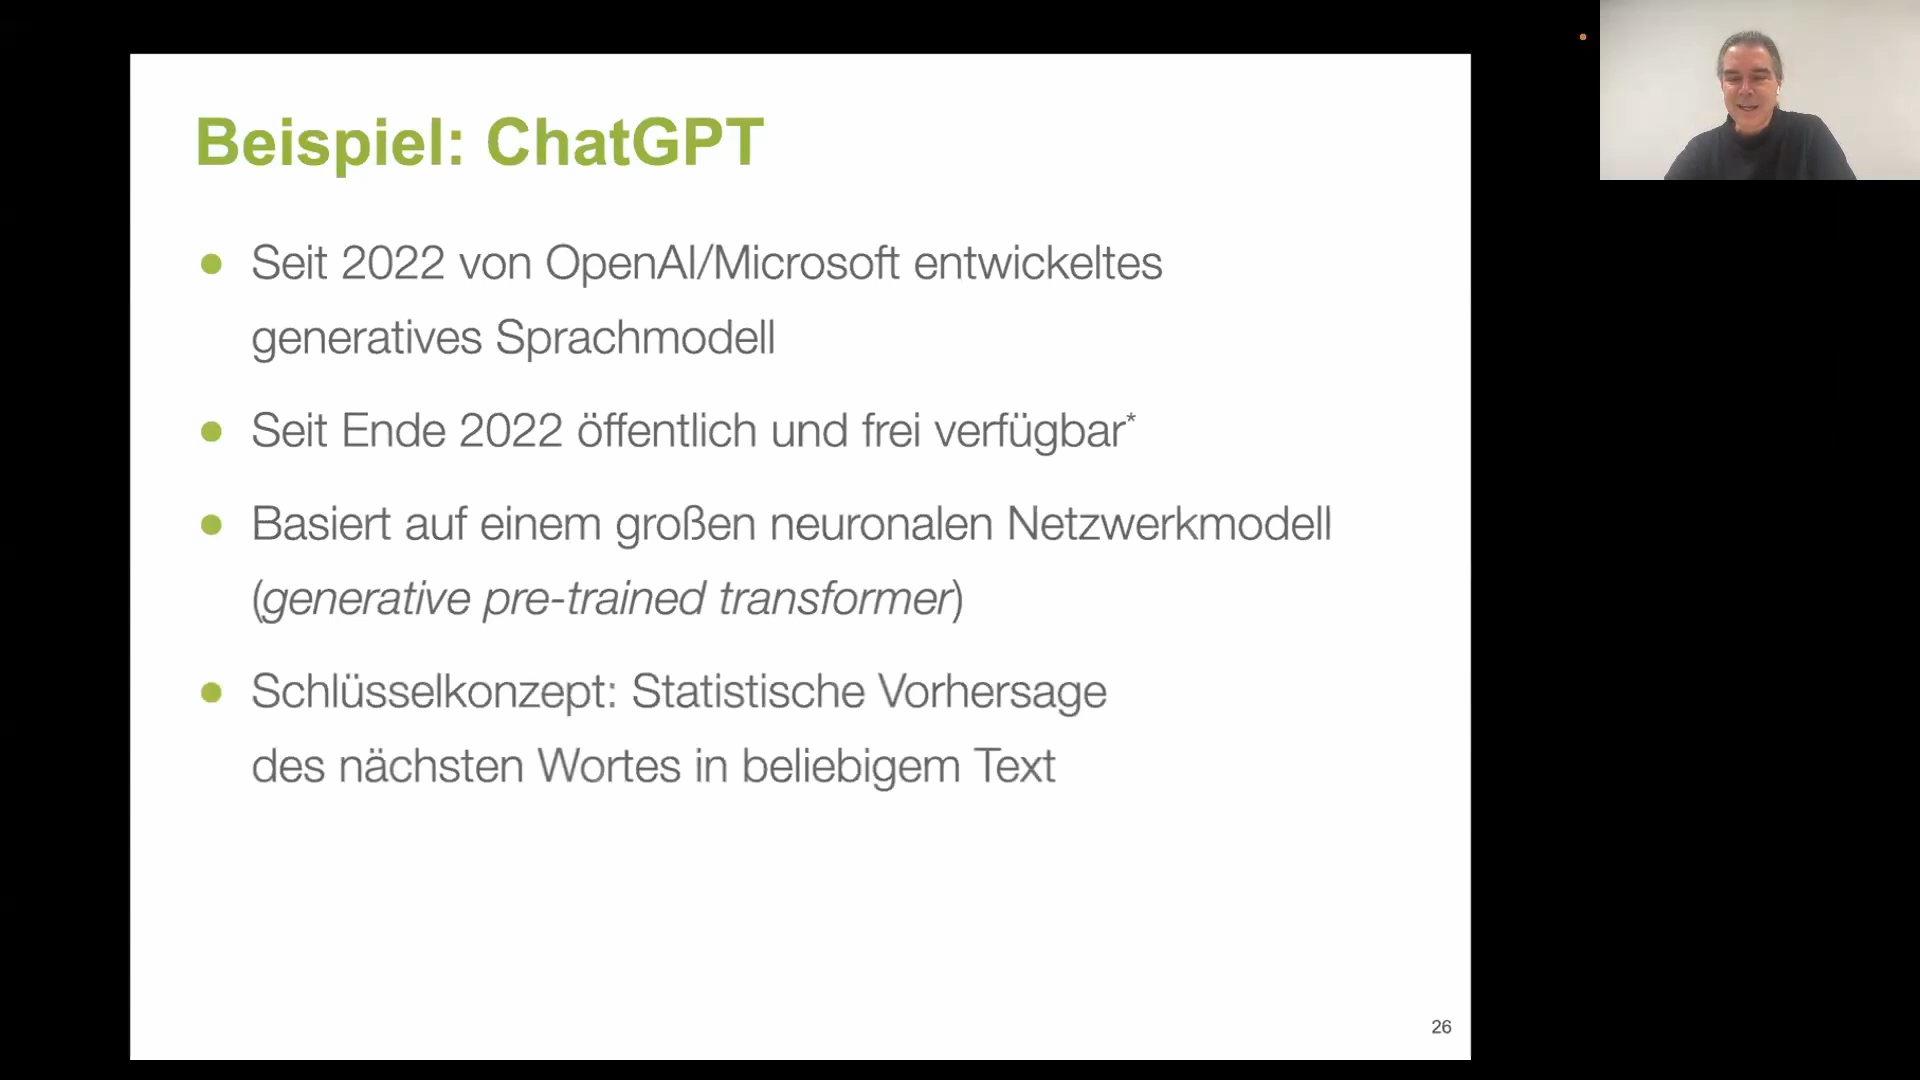 Beispiel: ChatGPT
● Seit 2022 von OpenAI/Microsoft entwickeltes
generatives Sprachmodell
● Seit Ende 2022 öffentlich und frei verfügbar*
● Basiert auf einem großen neuronalen Netzwerkmodell
(generative pre-trained transformer)
● Schlüsselkonzept: Statistische Vorhersage
des nächsten Wortes in beliebigem Text
26